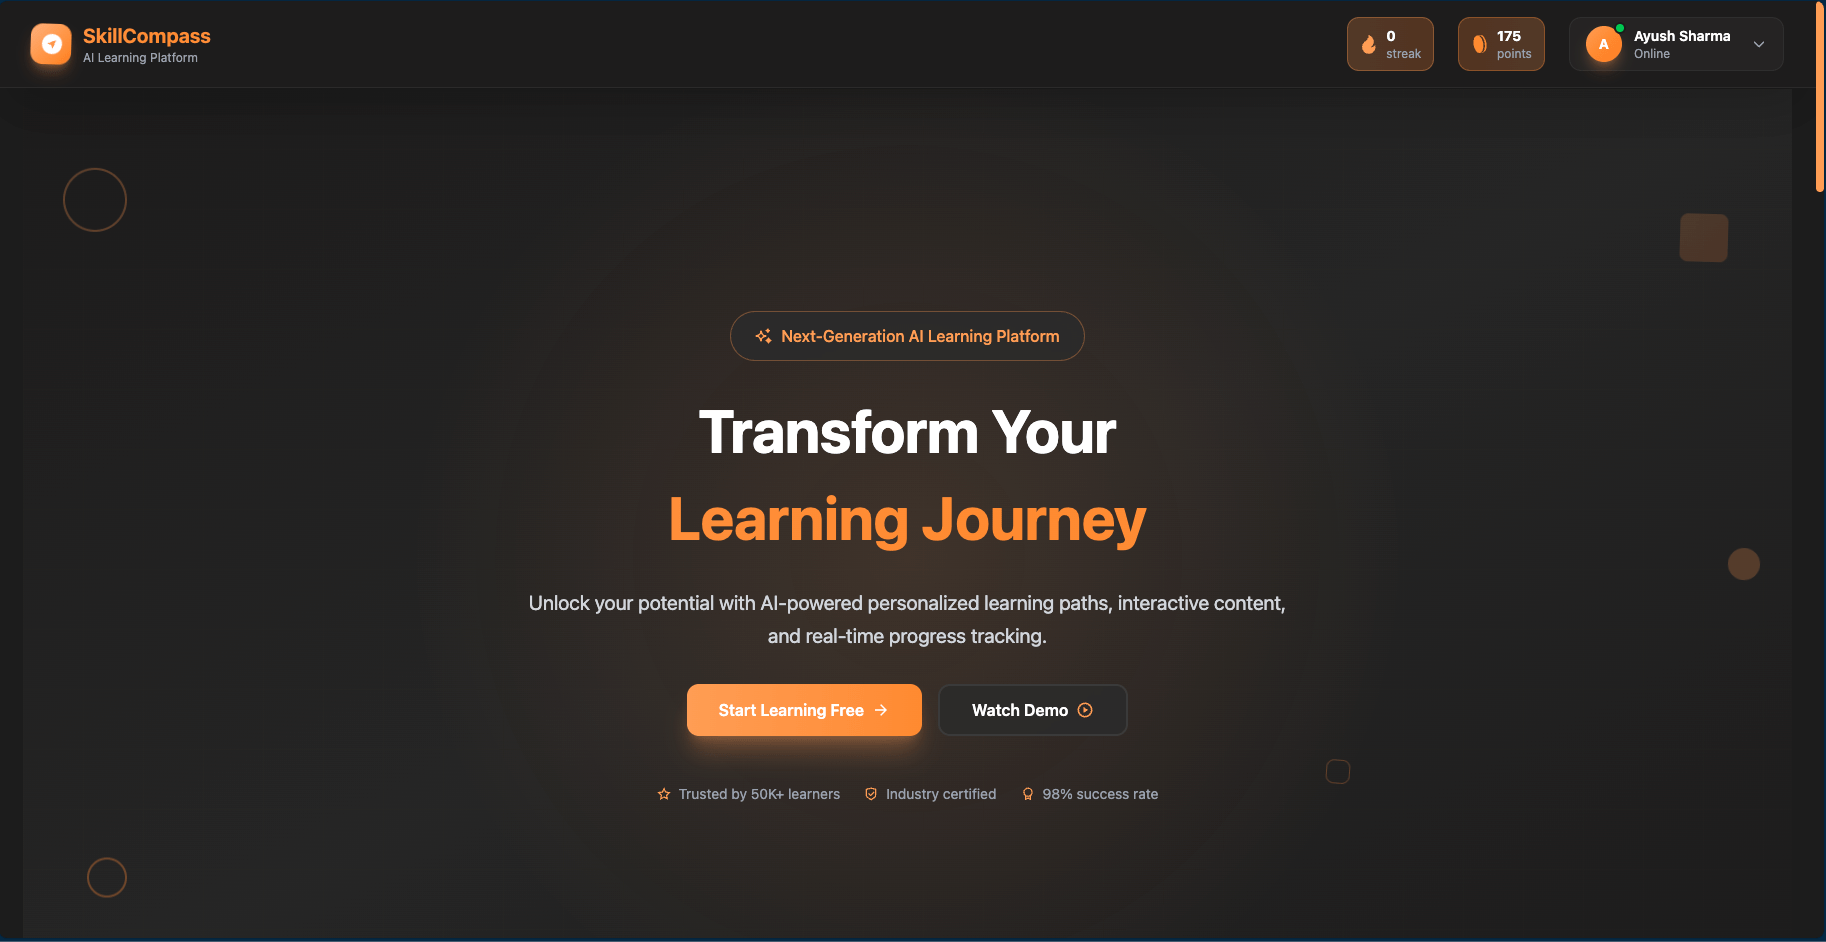 SkillCompass
AI Learning Platform
0
streak
175
points
A
Ayush Sharma
Online
Next-Generation AI Learning Platform
Transform Your
Learning Journey
Unlock your potential with AI-powered personalized learning paths, interactive content,
and real-time progress tracking.
Start Learning Free
Watch Demo
Trusted by 50K+ learners
Industry certified
98% success rate